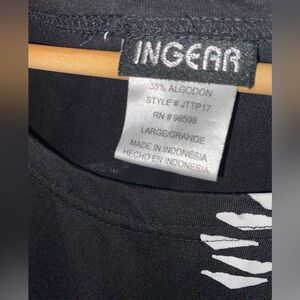 INGEAR
35% ALGODON
STYLE # JTTP17
RN # 98598
LARGE/GRANDE
MADE IN INDONESIA
HECHO EN INDONESIA